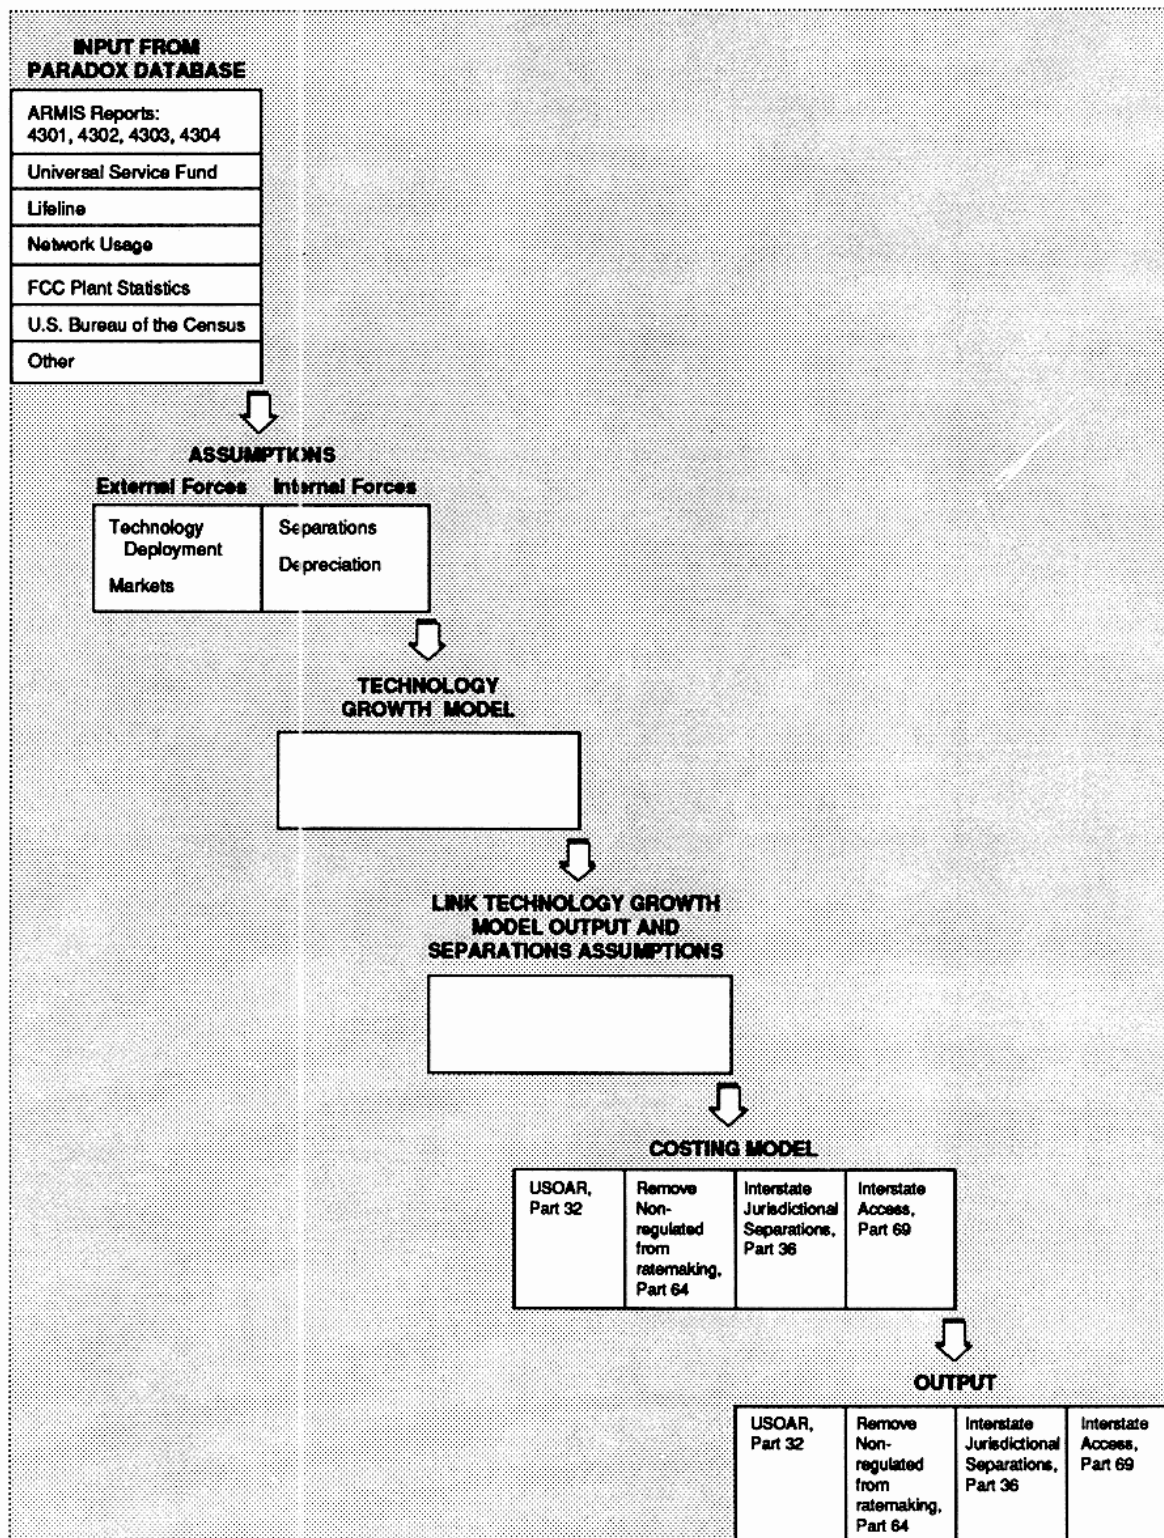 INPUT FROM
PARADOX DATABASE
ARMIS Reports:
4301, 4302, 4303, 4304
Universal Service Fund
Lifeline
Network Usage
FCC Plant Statistics
U.S. Bureau of the Census
Other
ASSUMPTIONS
External Forces Internal Forces
Technology
Deployment
Markets
Separations
Depreciation
TECHNOLOGY
GROWTH MODEL
LINK TECHNOLOGY GROWTH
MODEL OUTPUT AND
SEPARATIONS ASSUMPTIONS
COSTING MODEL
USOAR,
Part 32
Remove
Non-
regulated
from
ratemaking,
Part 64
Interstate
Jurisdictional
Separations,
Part 36
Interstate
Access,
Part 69
OUTPUT
USOAR,
Part 32
Remove
Non-
regulated
from
ratemaking,
Part 64
Interstate
Jurisdictional
Separations,
Part 36
Interstate
Access,
Part 69